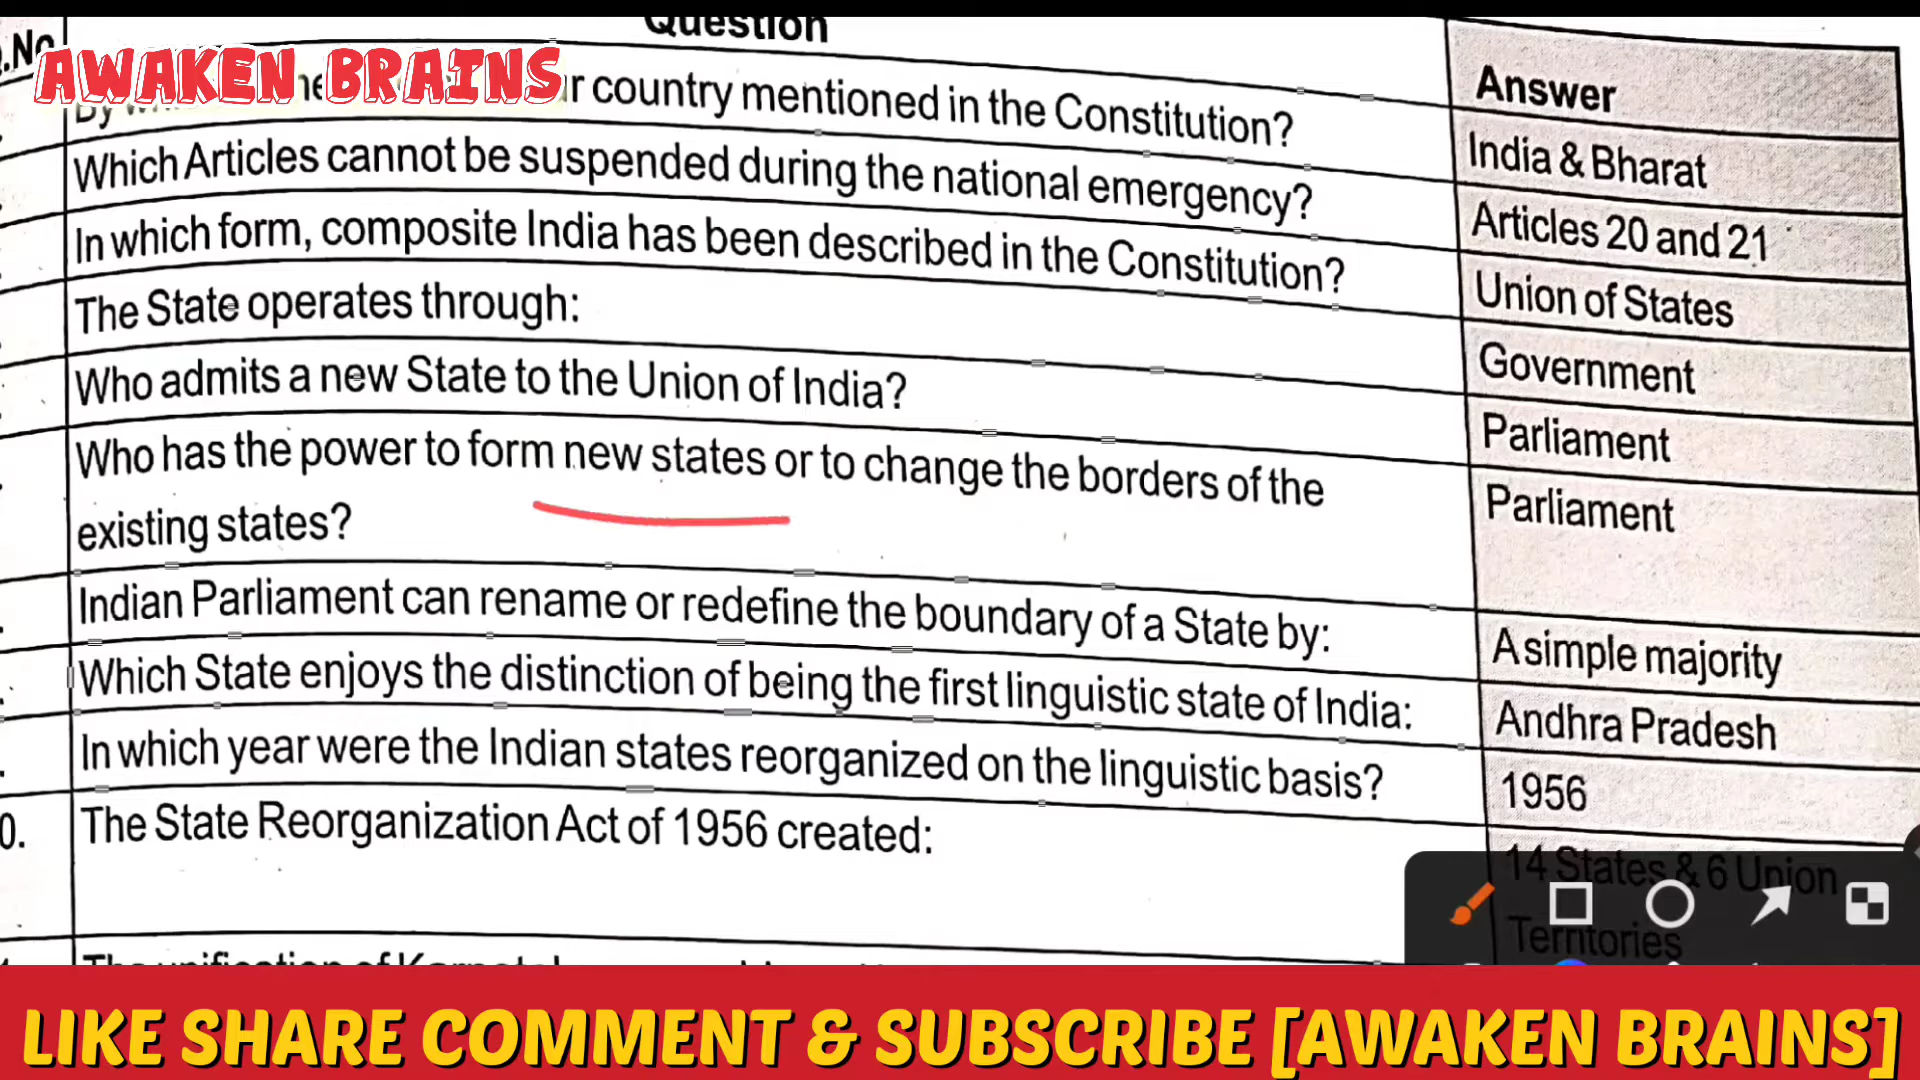 Question
Answer
.No
AWAKEN BRAINS
r country mentioned in the Constitution?
India & Bharat
Which Articles cannot be suspended during the national emergency?
Articles 20 and 21
In which form, composite India has been described in the Constitution?
Union of States
The State operates through:
Government
Who admits a new State to the Union of India?
Parliament
Who has the power to form new states or to change the borders of the
existing states?
Parliament
Indian Parliament can rename or redefine the boundary of a State by:
A simple majority
Which State enjoys the distinction of being the first linguistic state of India:
Andhra Pradesh
In which year were the Indian states reorganized on the linguistic basis?
1956
0.
The State Reorganization Act of 1956 created:
14 States & 6 Union
Territories
LIKE SHARE COMMENT & SUBSCRIBE [AWAKEN BRAINS]